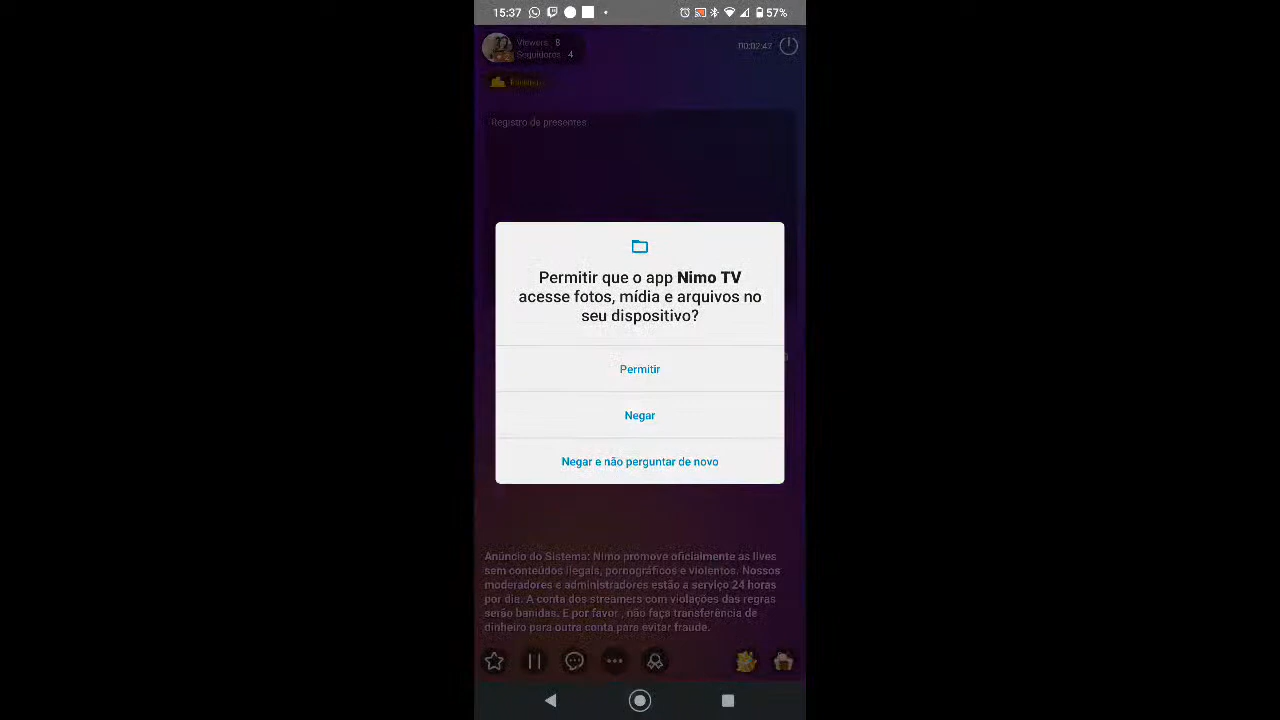 15:37
57%
Viewers: 8
Seguidores: 4
00:02:42
Registro de presentes
Permitir que o app Nimo TV
acesse fotos, mídia e arquivos no
seu dispositivo?
Permitir
Negar
Negar e não perguntar de novo
Anúncio do Sistema: Nimo promove oficialmente as lives
sem conteúdos ilegais, pornográficos e violentos. Nossos
moderadores e administradores estão a serviço 24 horas
por dia. A conta dos streamers com violações das regras
serão banidas. E por favor , não faça transferência de
dinheiro para outra conta para evitar fraude.